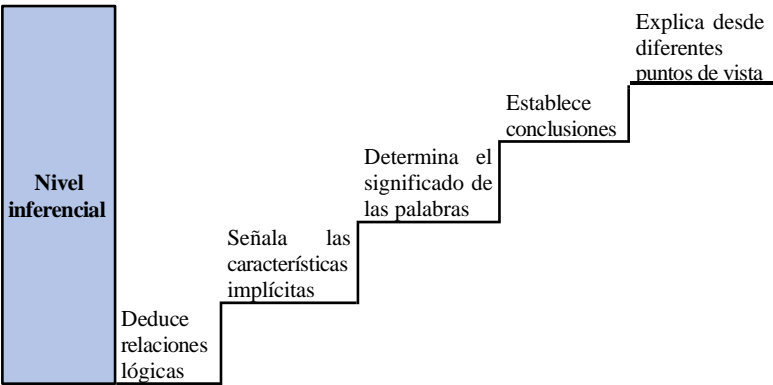 Nivel
inferencial
Deduce
relaciones
lógicas
Señala las
características
implícitas
Determina el
significado de
las palabras
Establece
conclusiones
Explica desde
diferentes
puntos de vista